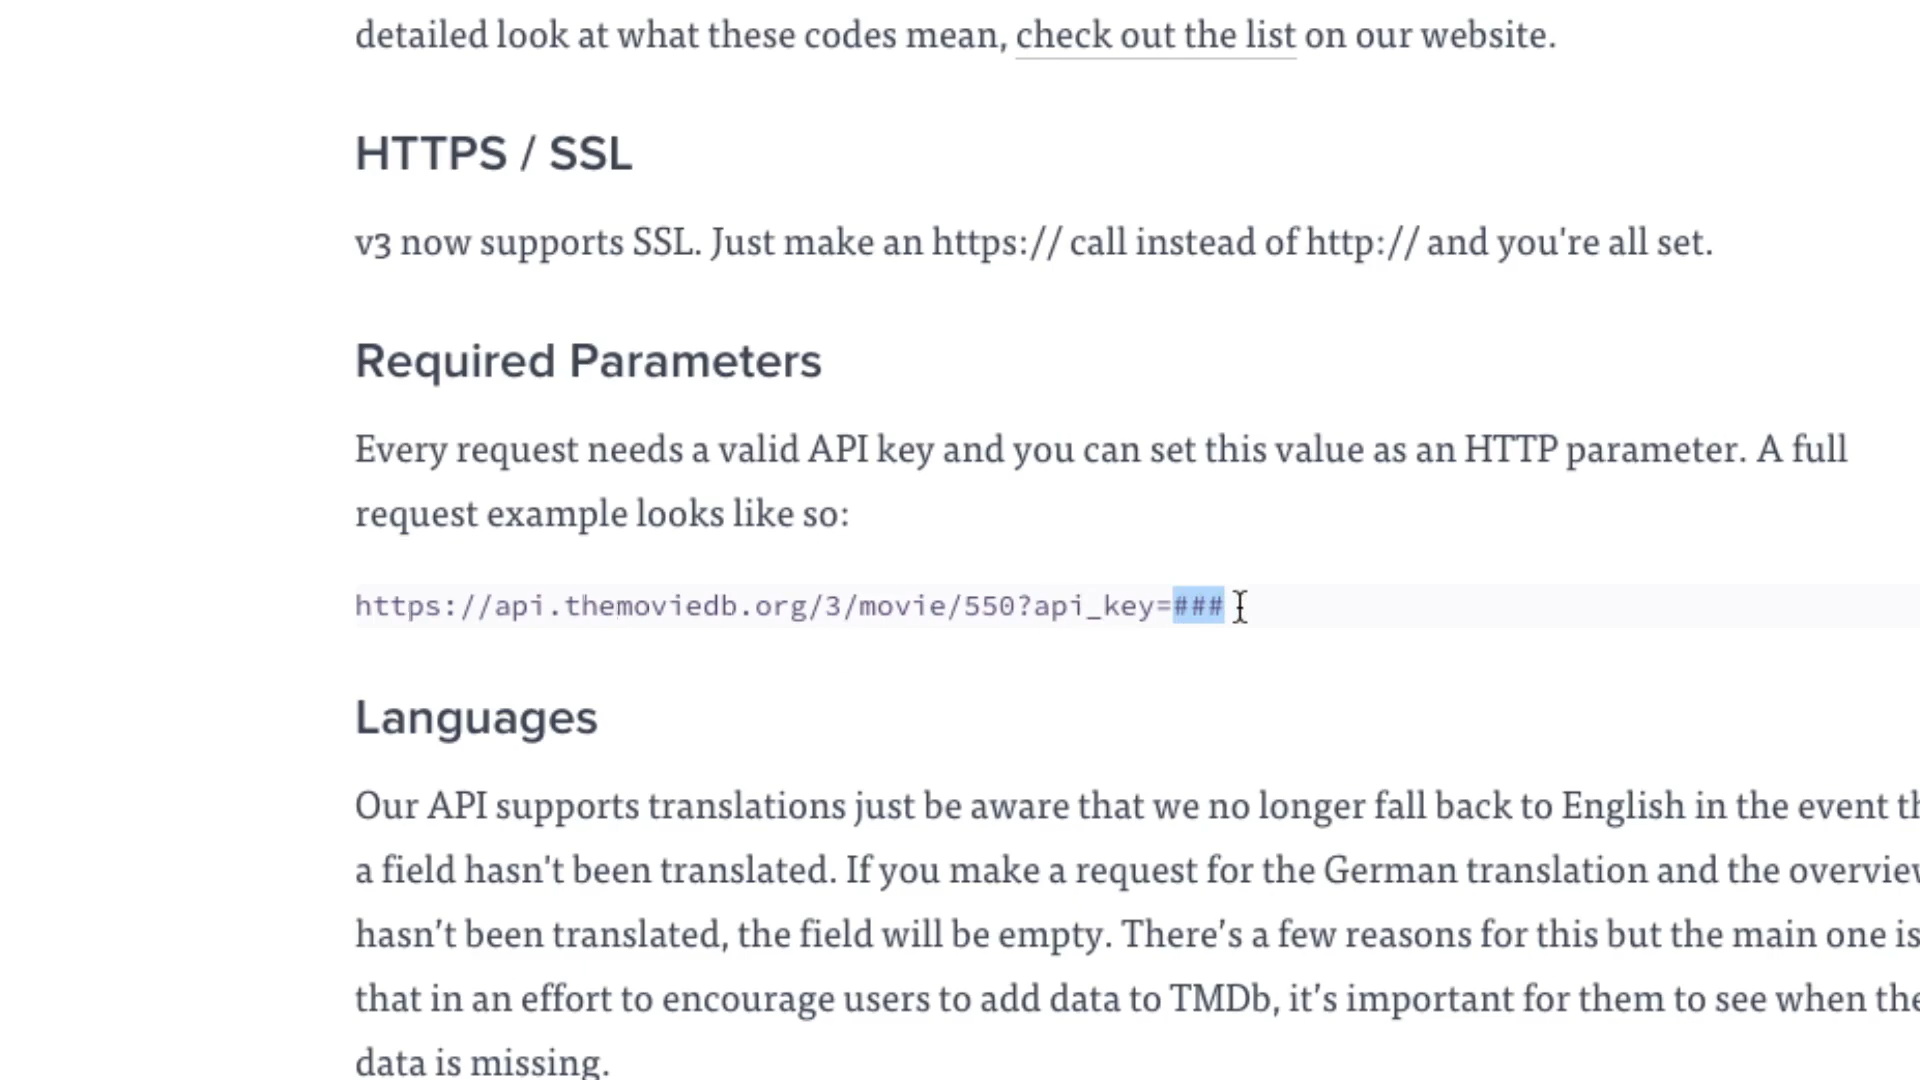 detailed look at what these codes mean, check out the list on our website.
HTTPS / SSL
v3 now supports SSL. Just make an https:// call instead of http:// and you're all set.
Required Parameters
Every request needs a valid API key and you can set this value as an HTTP parameter. A full
request example looks like so:
https://api.themoviedb.org/3/movie/550?api_key=###
Languages
Our API supports translations just be aware that we no longer fall back to English in the event
a field hasn't been translated. If you make a request for the German translation and the
hasn’t been translated, the field will be empty. There’s a few reasons for this but the main one is
that in an effort to encourage users to add data to TMDb, it’s important for them to see when
data is missing.